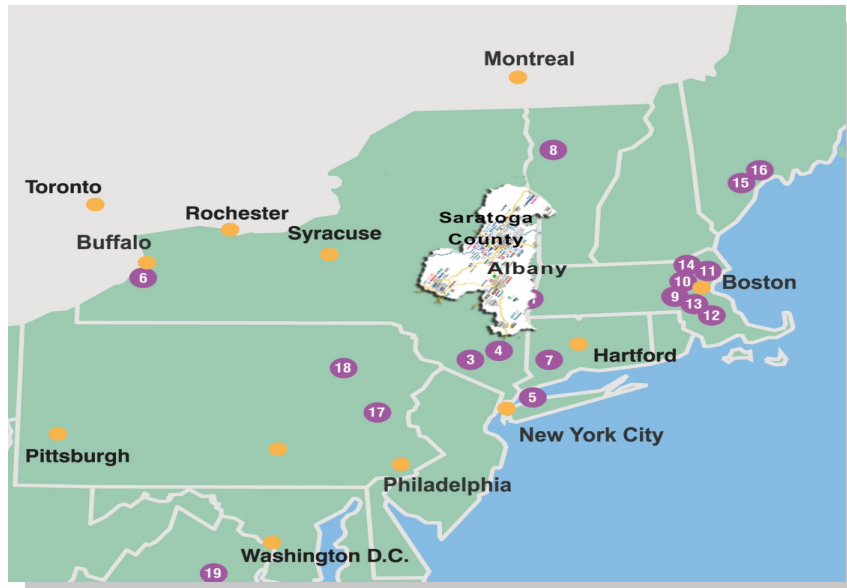 Montreal
8
16
15
Toronto
Rochester
Saratoga
County
Buffalo
Syracuse
Albany
6
14
11
10
Boston
9
13
12
3
4
7
Hartford
18
5
17
New York City
Pittsburgh
Philadelphia
Washington D.C.
19